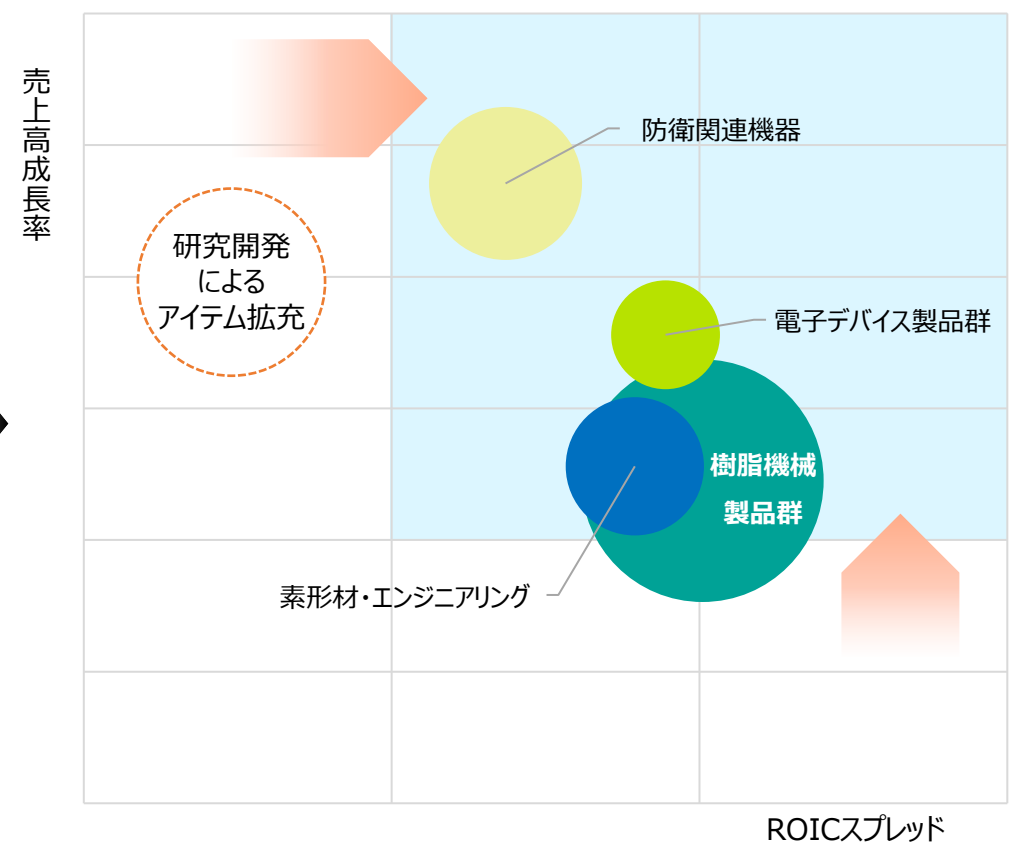 売上高成長率
防衛関連機器
研究開発
による
アイテム拡充
電子デバイス製品群
樹脂機械
製品群
素形材・エンジニアリング
ROICスプレッド